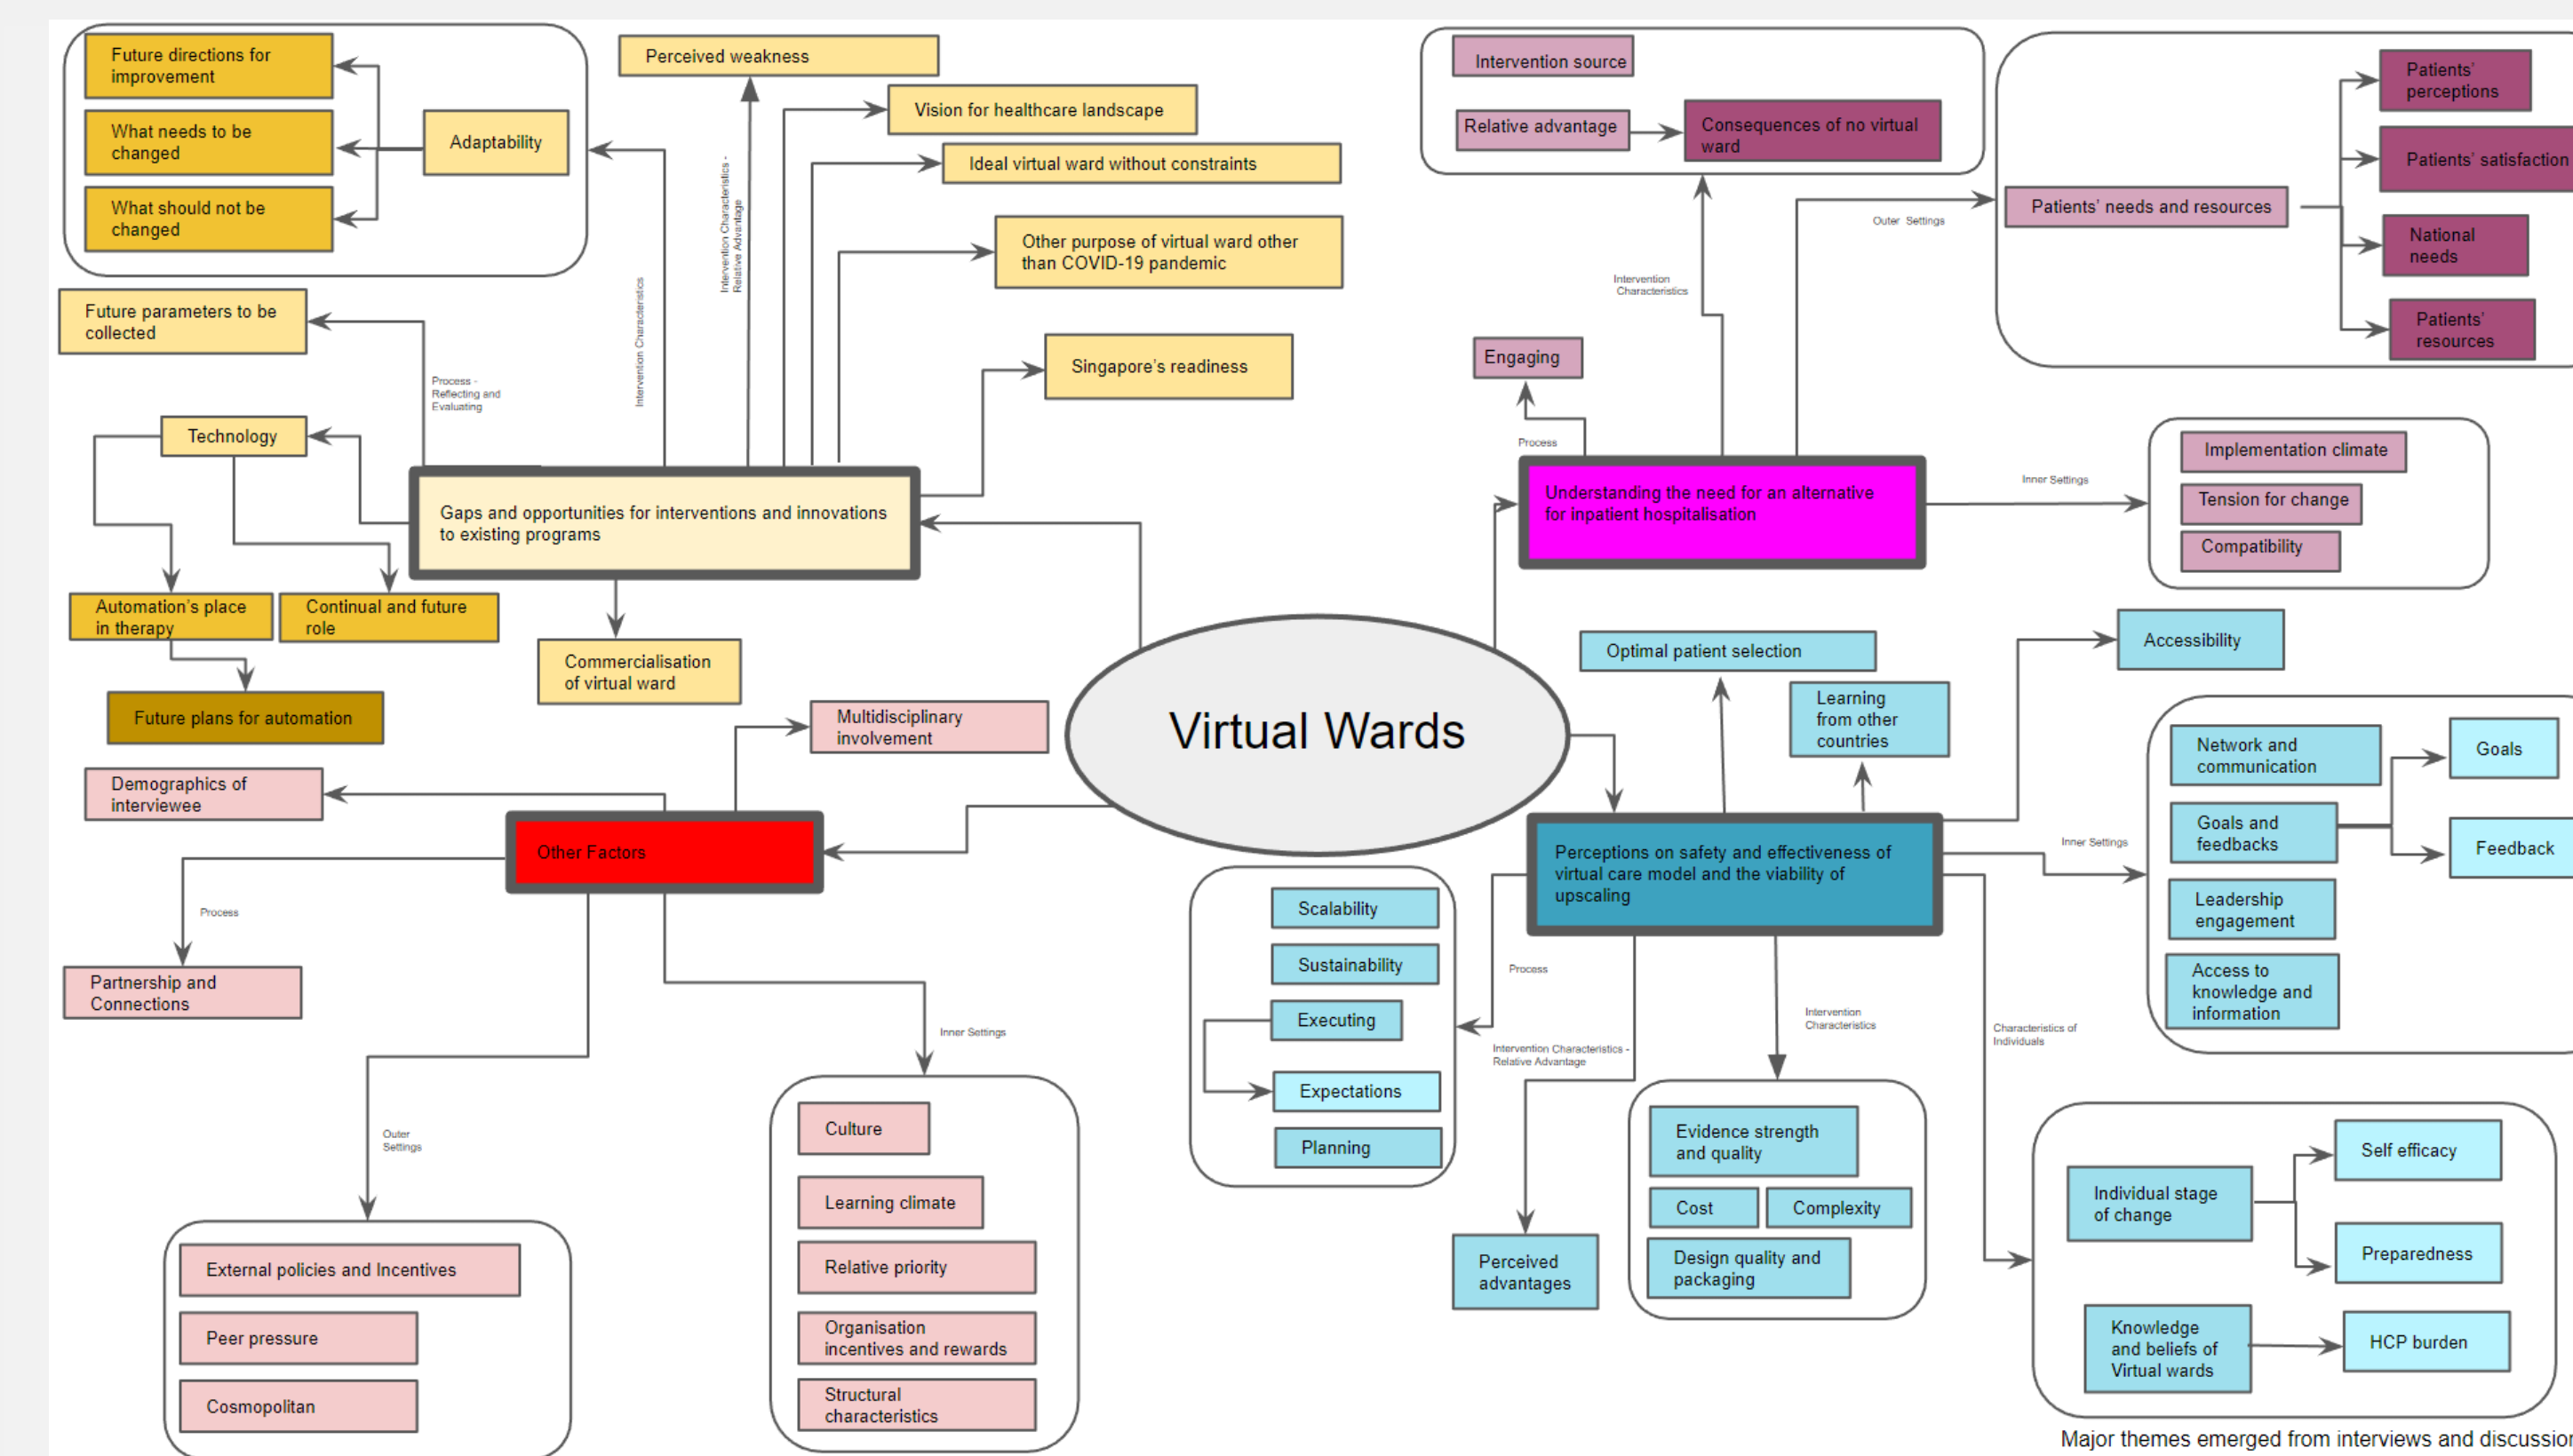 Future directions for
improvement
What needs to be
changed
What should not be
changed
Adaptability
Perceived weakness
Vision for healthcare landscape
Ideal virtual ward without constraints
Other purpose of virtual ward other
than COVID-19 pandemic
Singapore's readiness
Intervention Characteristics -
Relative Advantage
Intervention Characteristics
Future parameters to be
collected
Process -
Reflecting and
Evaluating
Technology
Gaps and opportunities for interventions and innovations
to existing programs
Automation's place
in therapy
Continual and future
role
Future plans for automation
Commercialisation
of virtual ward
Intervention source
Relative advantage
Consequences of no virtual
ward
Patients' needs and resources
Patients'
perceptions
Patients' satisfaction
National
needs
Patients'
resources
Outer Settings
Intervention
Characteristics
Engaging
Process
Understanding the need for an alternative
for inpatient hospitalisation
Inner Settings
Implementation climate
Tension for change
Compatibility
Virtual Wards
Multidisciplinary
involvement
Demographics of
interviewee
Other Factors
Process
Partnership and
Connections
Outer
Settings
Inner Settings
External policies and Incentives
Peer pressure
Cosmopolitan
Culture
Learning climate
Relative priority
Organisation
incentives and rewards
Structural
characteristics
Optimal patient selection
Learning
from other
countries
Accessibility
Perceptions on safety and effectiveness of
virtual care model and the viability of
upscaling
Inner Settings
Network and
communication
Goals and
feedbacks
Leadership
engagement
Access to
knowledge and
information
Goals
Feedback
Scalability
Sustainability
Executing
Expectations
Planning
Process
Intervention Characteristics -
Relative Advantage
Perceived
advantages
Intervention
Characteristics
Evidence strength
and quality
Cost
Complexity
Design quality and
packaging
Characteristics of
Individuals
Individual stage
of change
Self efficacy
Preparedness
Knowledge
and beliefs of
Virtual wards
HCP burden
Major themes emerged from interviews and discussion